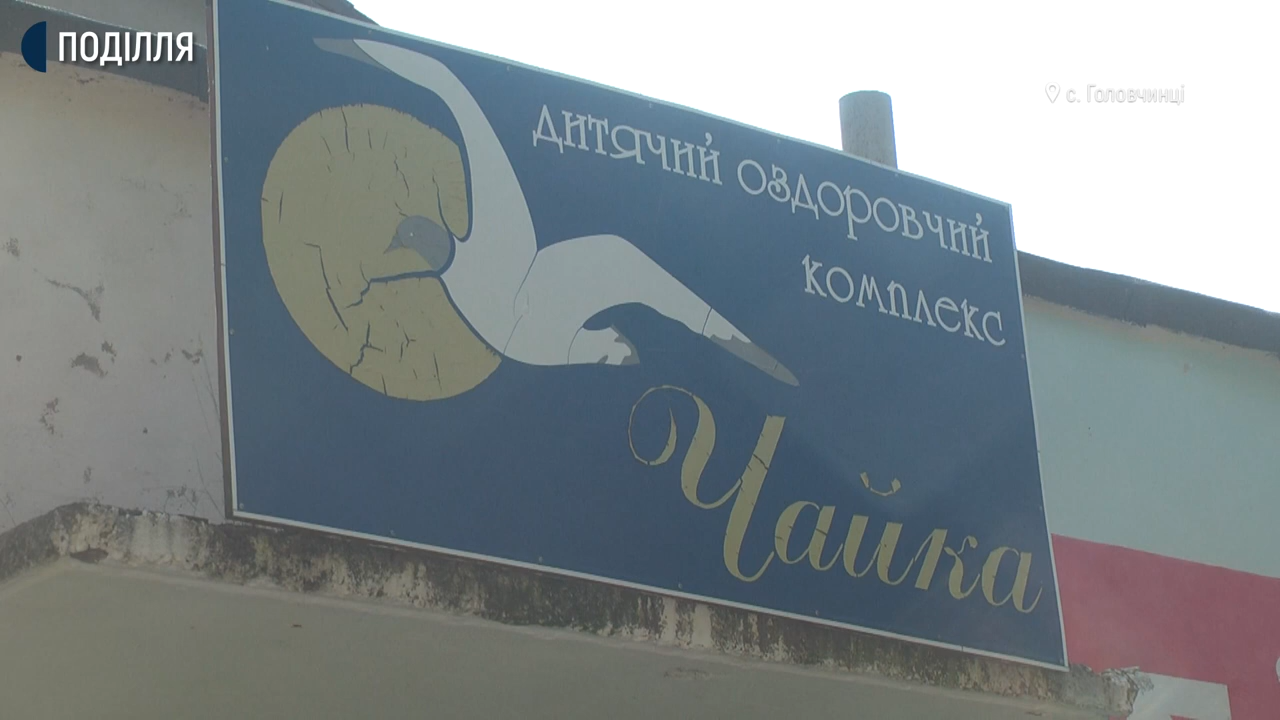 ПОДІЛЛЯ
с. Головчинці
дитячий оздоровчий
комплекс
Чайка